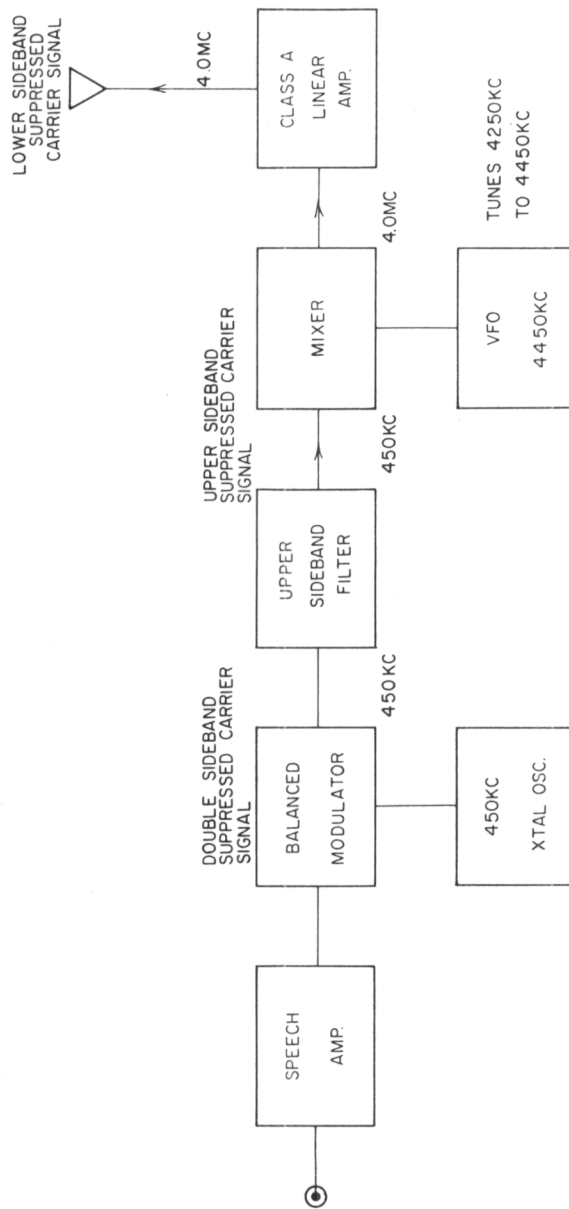 SPEECH
AMP.
DOUBLE SIDEBAND
SUPPRESSED CARRIER
SIGNAL
BALANCED
MODULATOR
450KC
XTAL OSC.
450KC
UPPER
SIDEBAND
FILTER
UPPER SIDEBAND
SUPPRESSED CARRIER
SIGNAL
450KC
MIXER
VFO
4450KC
TUNES 4250KC
TO 4450KC
4.0MC
CLASS A
LINEAR
AMP.
4.0MC
LOWER SIDEBAND
SUPPRESSED
CARRIER SIGNAL